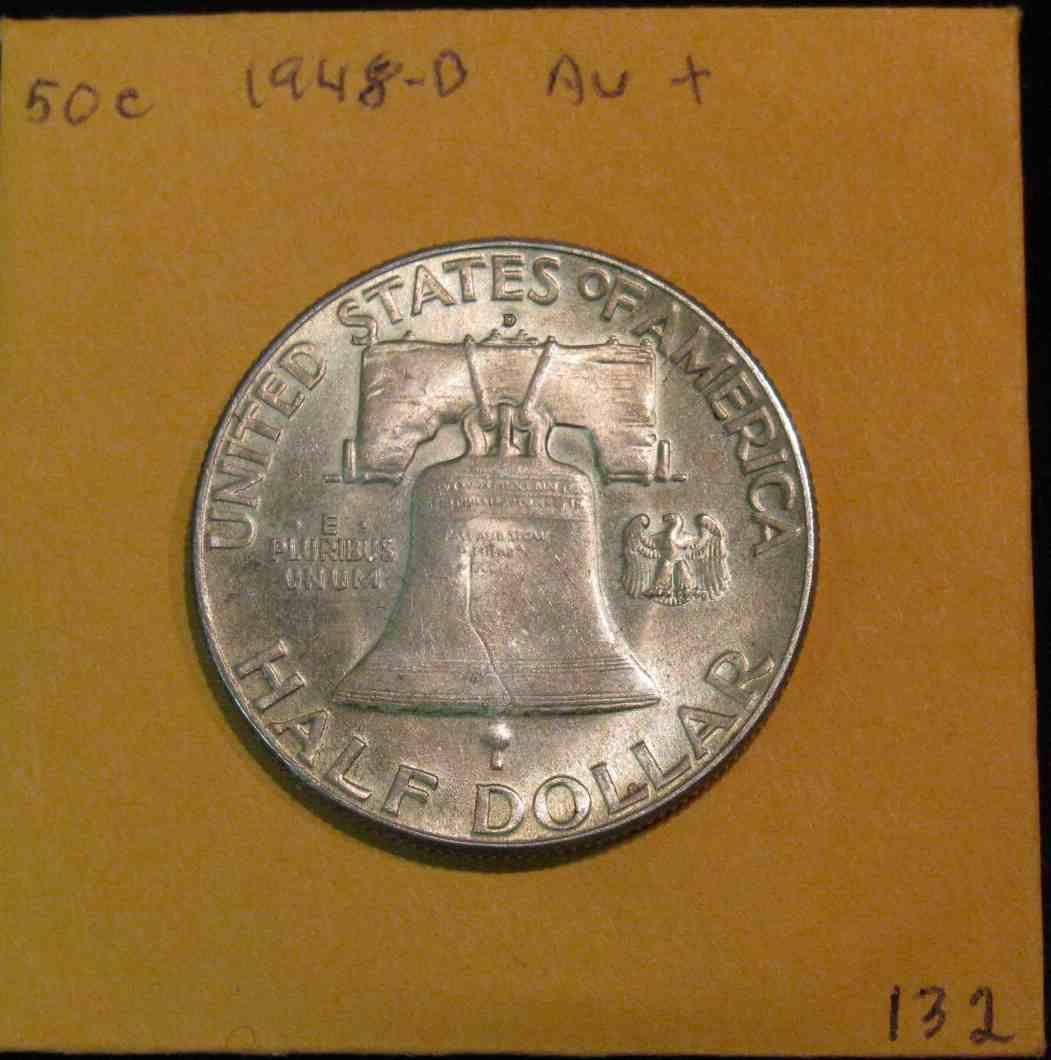 50c 1948-D AU +
UNITED STATES OF AMERICA
D
E
PLURIBUS
UNUM
HALF DOLLAR
132